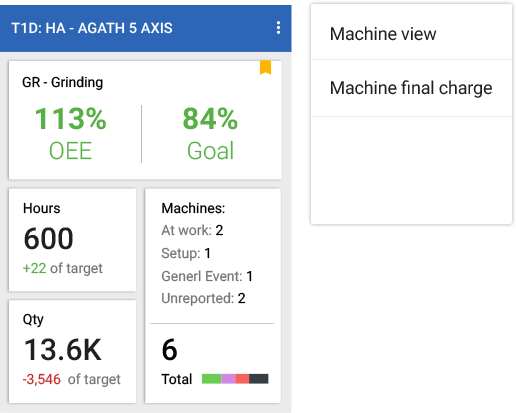 T1D: HA - AGATH 5 AXIS
GR - Grinding
113%
OEE
84%
Goal
Hours
600
+22 of target
Qty
13.6K
-3,546 of target
Machines:
At work: 2
Setup: 1
Generl Event: 1
Unreported: 2
6
Total
Machine view
Machine final charge